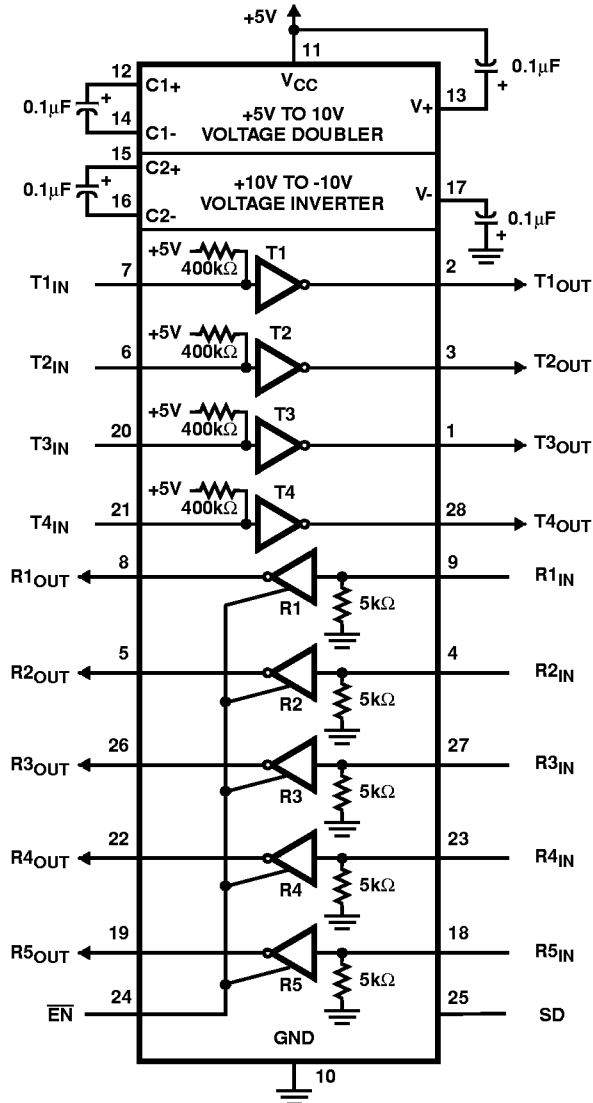 +5V
11
12
C1+
VCC
0.1µF
+
0.1µF
+
V+
13
14
C1-
+5V TO 10V
VOLTAGE DOUBLER
15
C2+
0.1µF
+
16
C2-
+10V TO -10V
VOLTAGE INVERTER
V-
17
0.1µF
+
+5V
400kΩ
T1
T1IN
7
2
T1OUT
+5V
400kΩ
T2
T2IN
6
3
T2OUT
+5V
400kΩ
T3
T3IN
20
1
T3OUT
+5V
400kΩ
T4
T4IN
21
28
T4OUT
R1OUT
8
9
R1IN
R1
5kΩ
R2OUT
5
4
R2IN
R2
5kΩ
R3OUT
26
27
R3IN
R3
5kΩ
R4OUT
22
23
R4IN
R4
5kΩ
R5OUT
19
18
R5IN
R5
5kΩ
EN
24
25
SD
GND
10